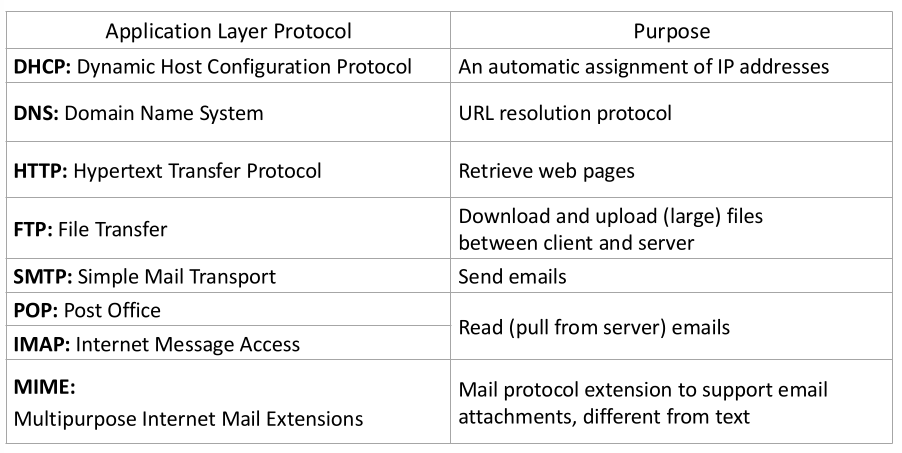 Application Layer Protocol
Purpose
DHCP: Dynamic Host Configuration Protocol
An automatic assignment of IP addresses
DNS: Domain Name System
URL resolution protocol
HTTP: Hypertext Transfer Protocol
Retrieve web pages
FTP: File Transfer
Download and upload (large) files
between client and server
SMTP: Simple Mail Transport
Send emails
POP: Post Office
IMAP: Internet Message Access
Read (pull from server) emails
MIME:
Multipurpose Internet Mail Extensions
Mail protocol extension to support email
attachments, different from text